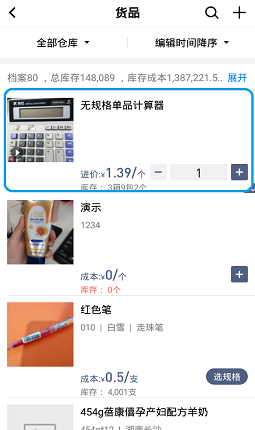 货品
全部仓库 编辑时间降序
档案80 ，总库存148,089 ，库存成本1,387,221.5.. 展开
无规格单品计算器
进价:¥1.39/个 1
库存： 3箱9包2个
演示
1234
成本:¥0/个
库存： 0个
红色笔
010 | 白雪 | 走珠笔
成本:¥0.5/支 选规格
库存： 4,001支
454g蓓康僖孕产妇配方羊奶